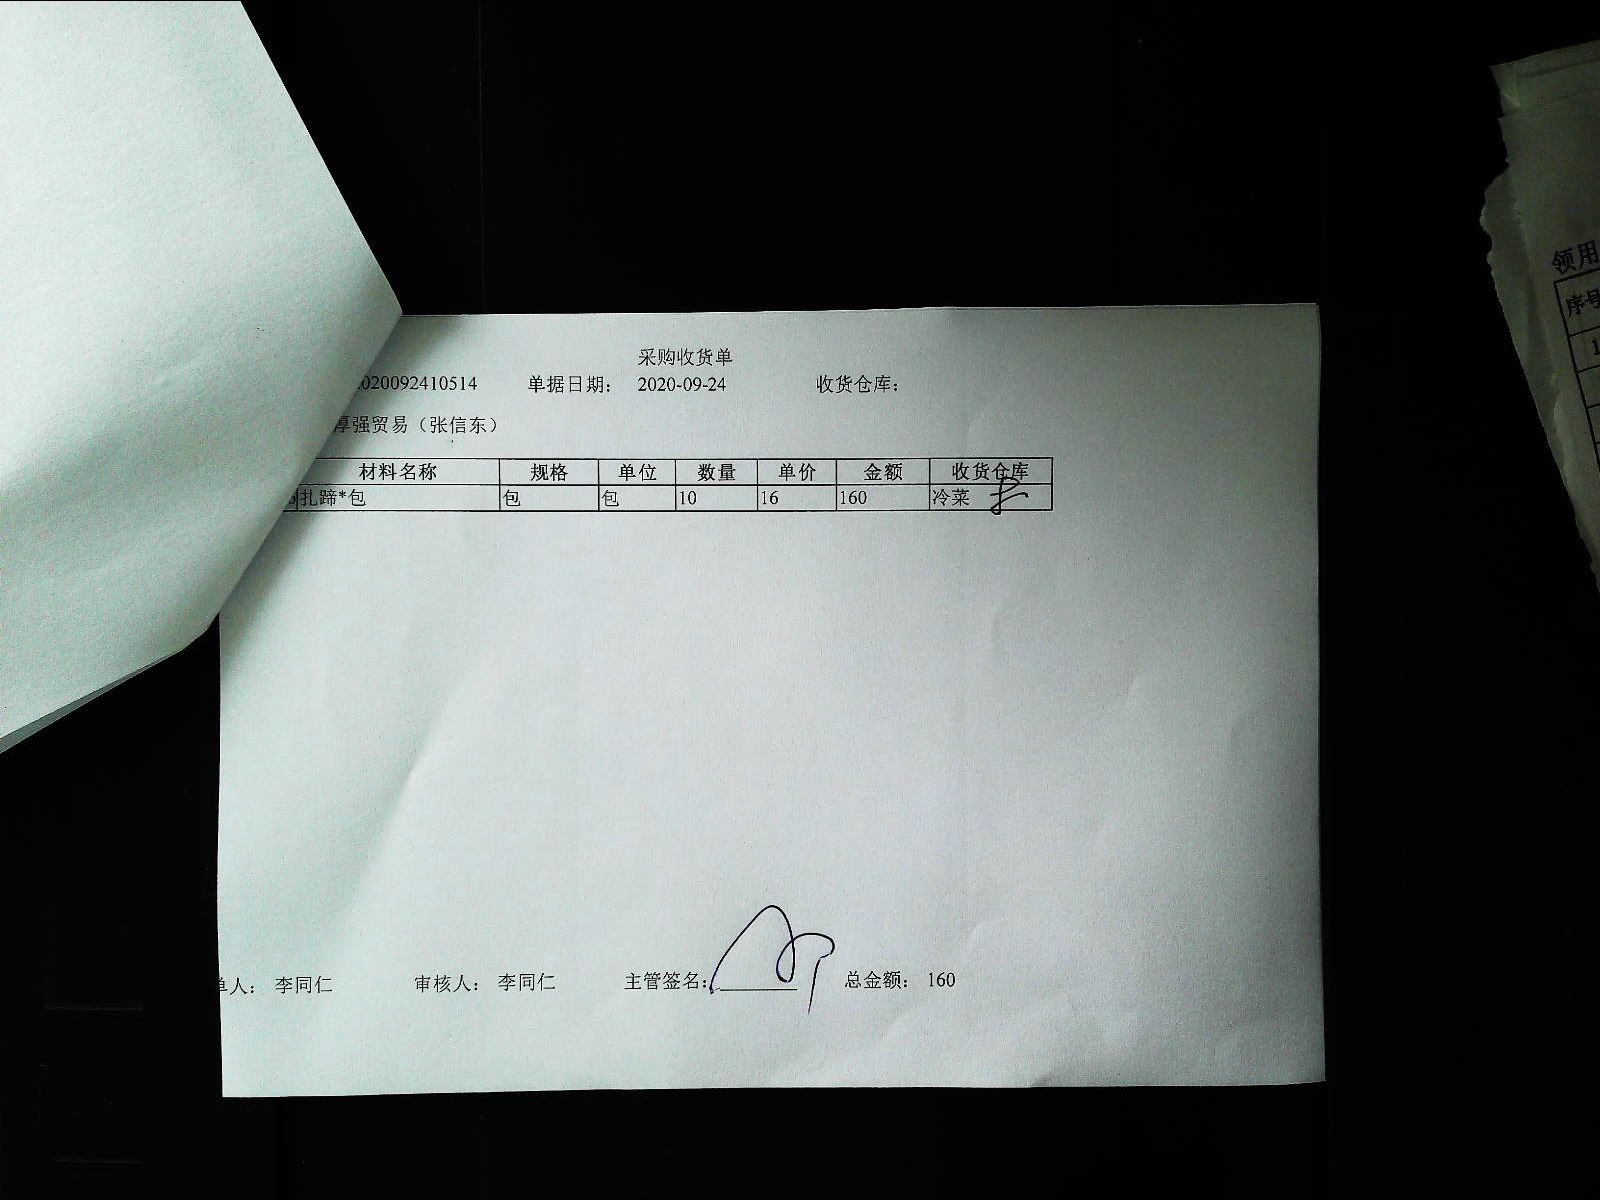 采购收货单
020092410514 单据日期： 2020-09-24 收货仓库：
厚强贸易（张信东）
材料名称 规格 单位 数量 单价 金额 收货仓库
扎蹄*包 包 包 10 16 160 冷菜
单人： 李同仁 审核人： 李同仁 主管签名： 总金额： 160
领用
序号
1